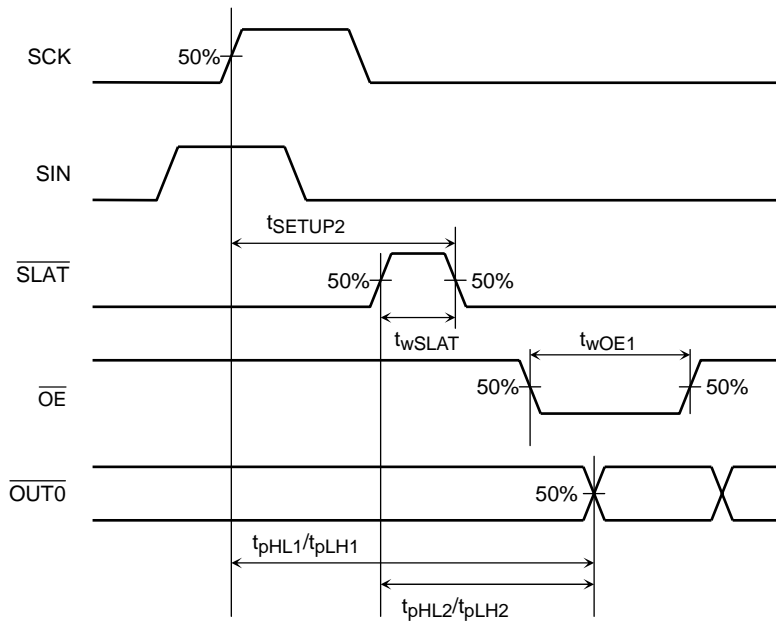 SCK
50%
SIN
tSETUP2
SLAT
50%
50%
twSLAT
twOE1
OE
50%
50%
OUT0
50%
tpHL1/tpLH1
tpHL2/tpLH2